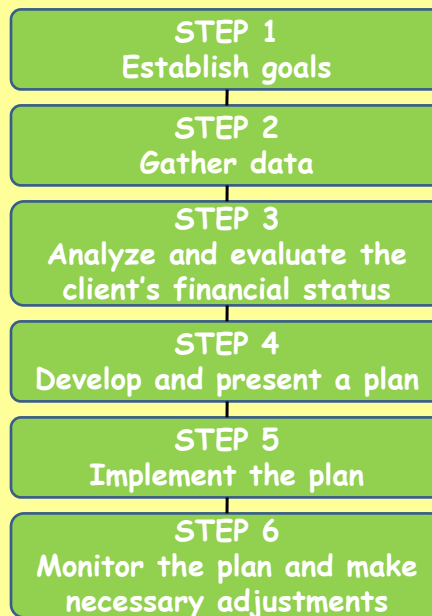 STEP 1
Establish goals
STEP 2
Gather data
STEP 3
Analyze and evaluate the
client's financial status
STEP 4
Develop and present a plan
STEP 5
Implement the plan
STEP 6
Monitor the plan and make
necessary adjustments